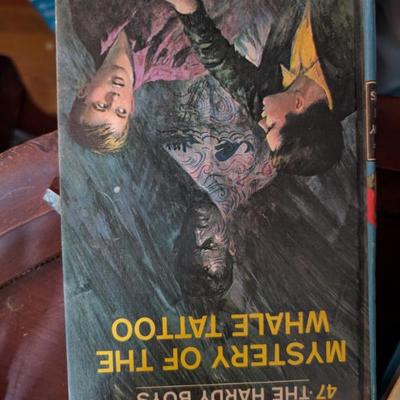 47 · THE HARDY BOYS
MYSTERY OF THE
WHALE TATTOO